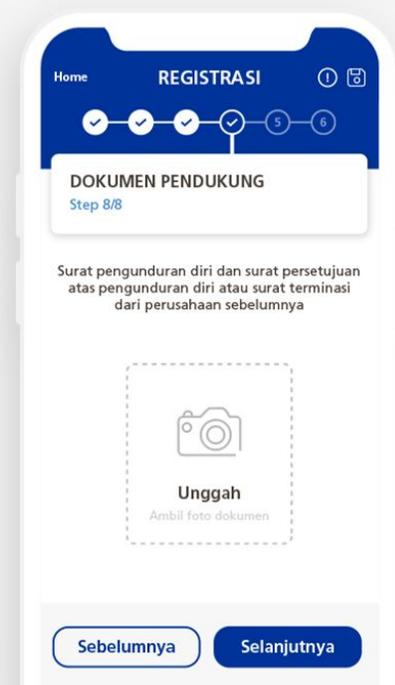 Home REGISTRASI
5 6
DOKUMEN PENDUKUNG
Step 8/8
Surat pengunduran diri dan surat persetujuan
atas pengunduran diri atau surat terminasi
dari perusahaan sebelumnya
Unggah
Ambil foto dokumen
Sebelumnya Selanjutnya